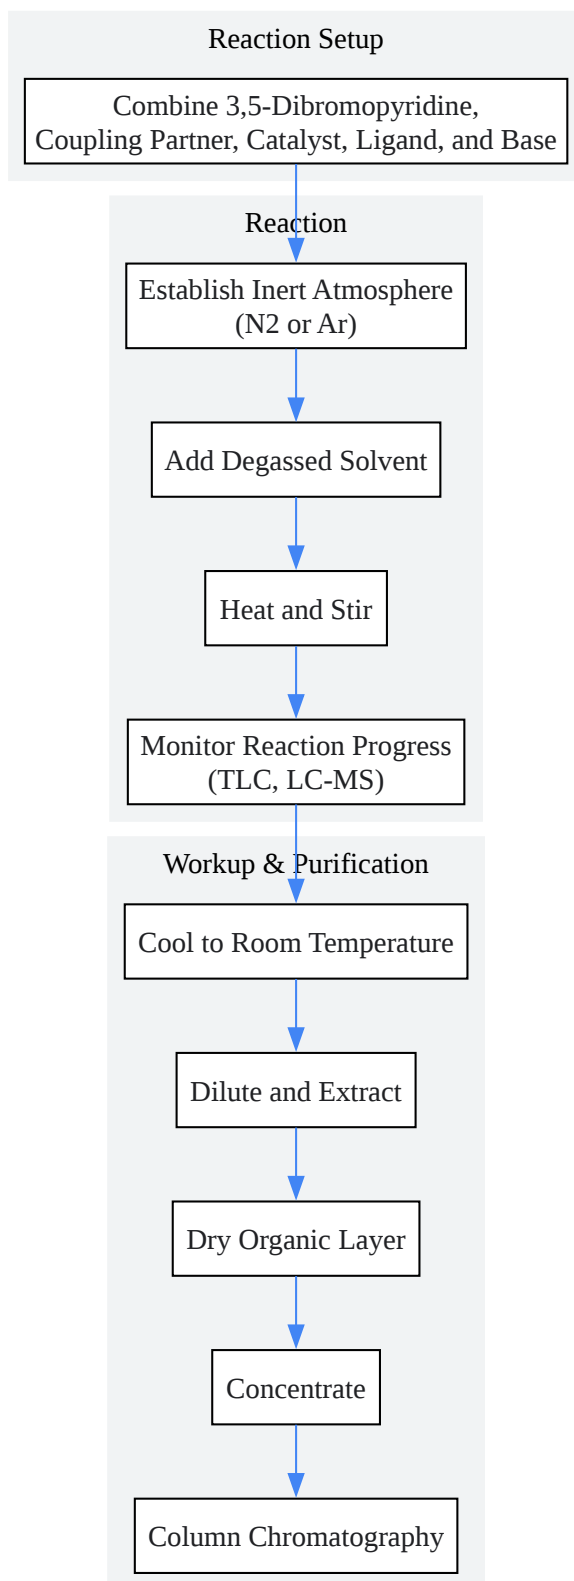 Reaction Setup
Combine 3,5-Dibromopyridine,
Coupling Partner, Catalyst, Ligand, and Base
Reaction
Establish Inert Atmosphere
(N2 or Ar)
Add Degassed Solvent
Heat and Stir
Monitor Reaction Progress
(TLC, LC-MS)
Workup & Purification
Cool to Room Temperature
Dilute and Extract
Dry Organic Layer
Concentrate
Column Chromatography